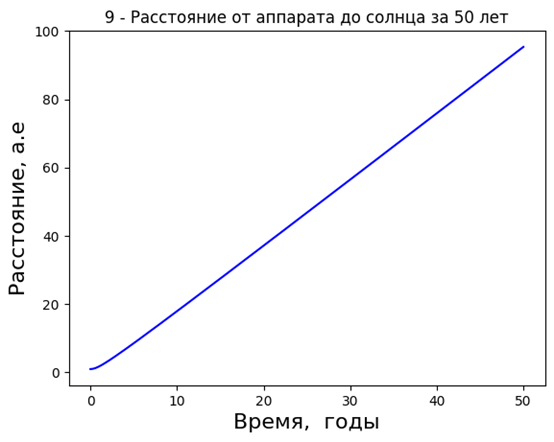 9 - Расстояние от аппарата до солнца за 50 лет
100
80
60
40
20
0
Расстояние, а.е
0 10 20 30 40 50
Время, годы